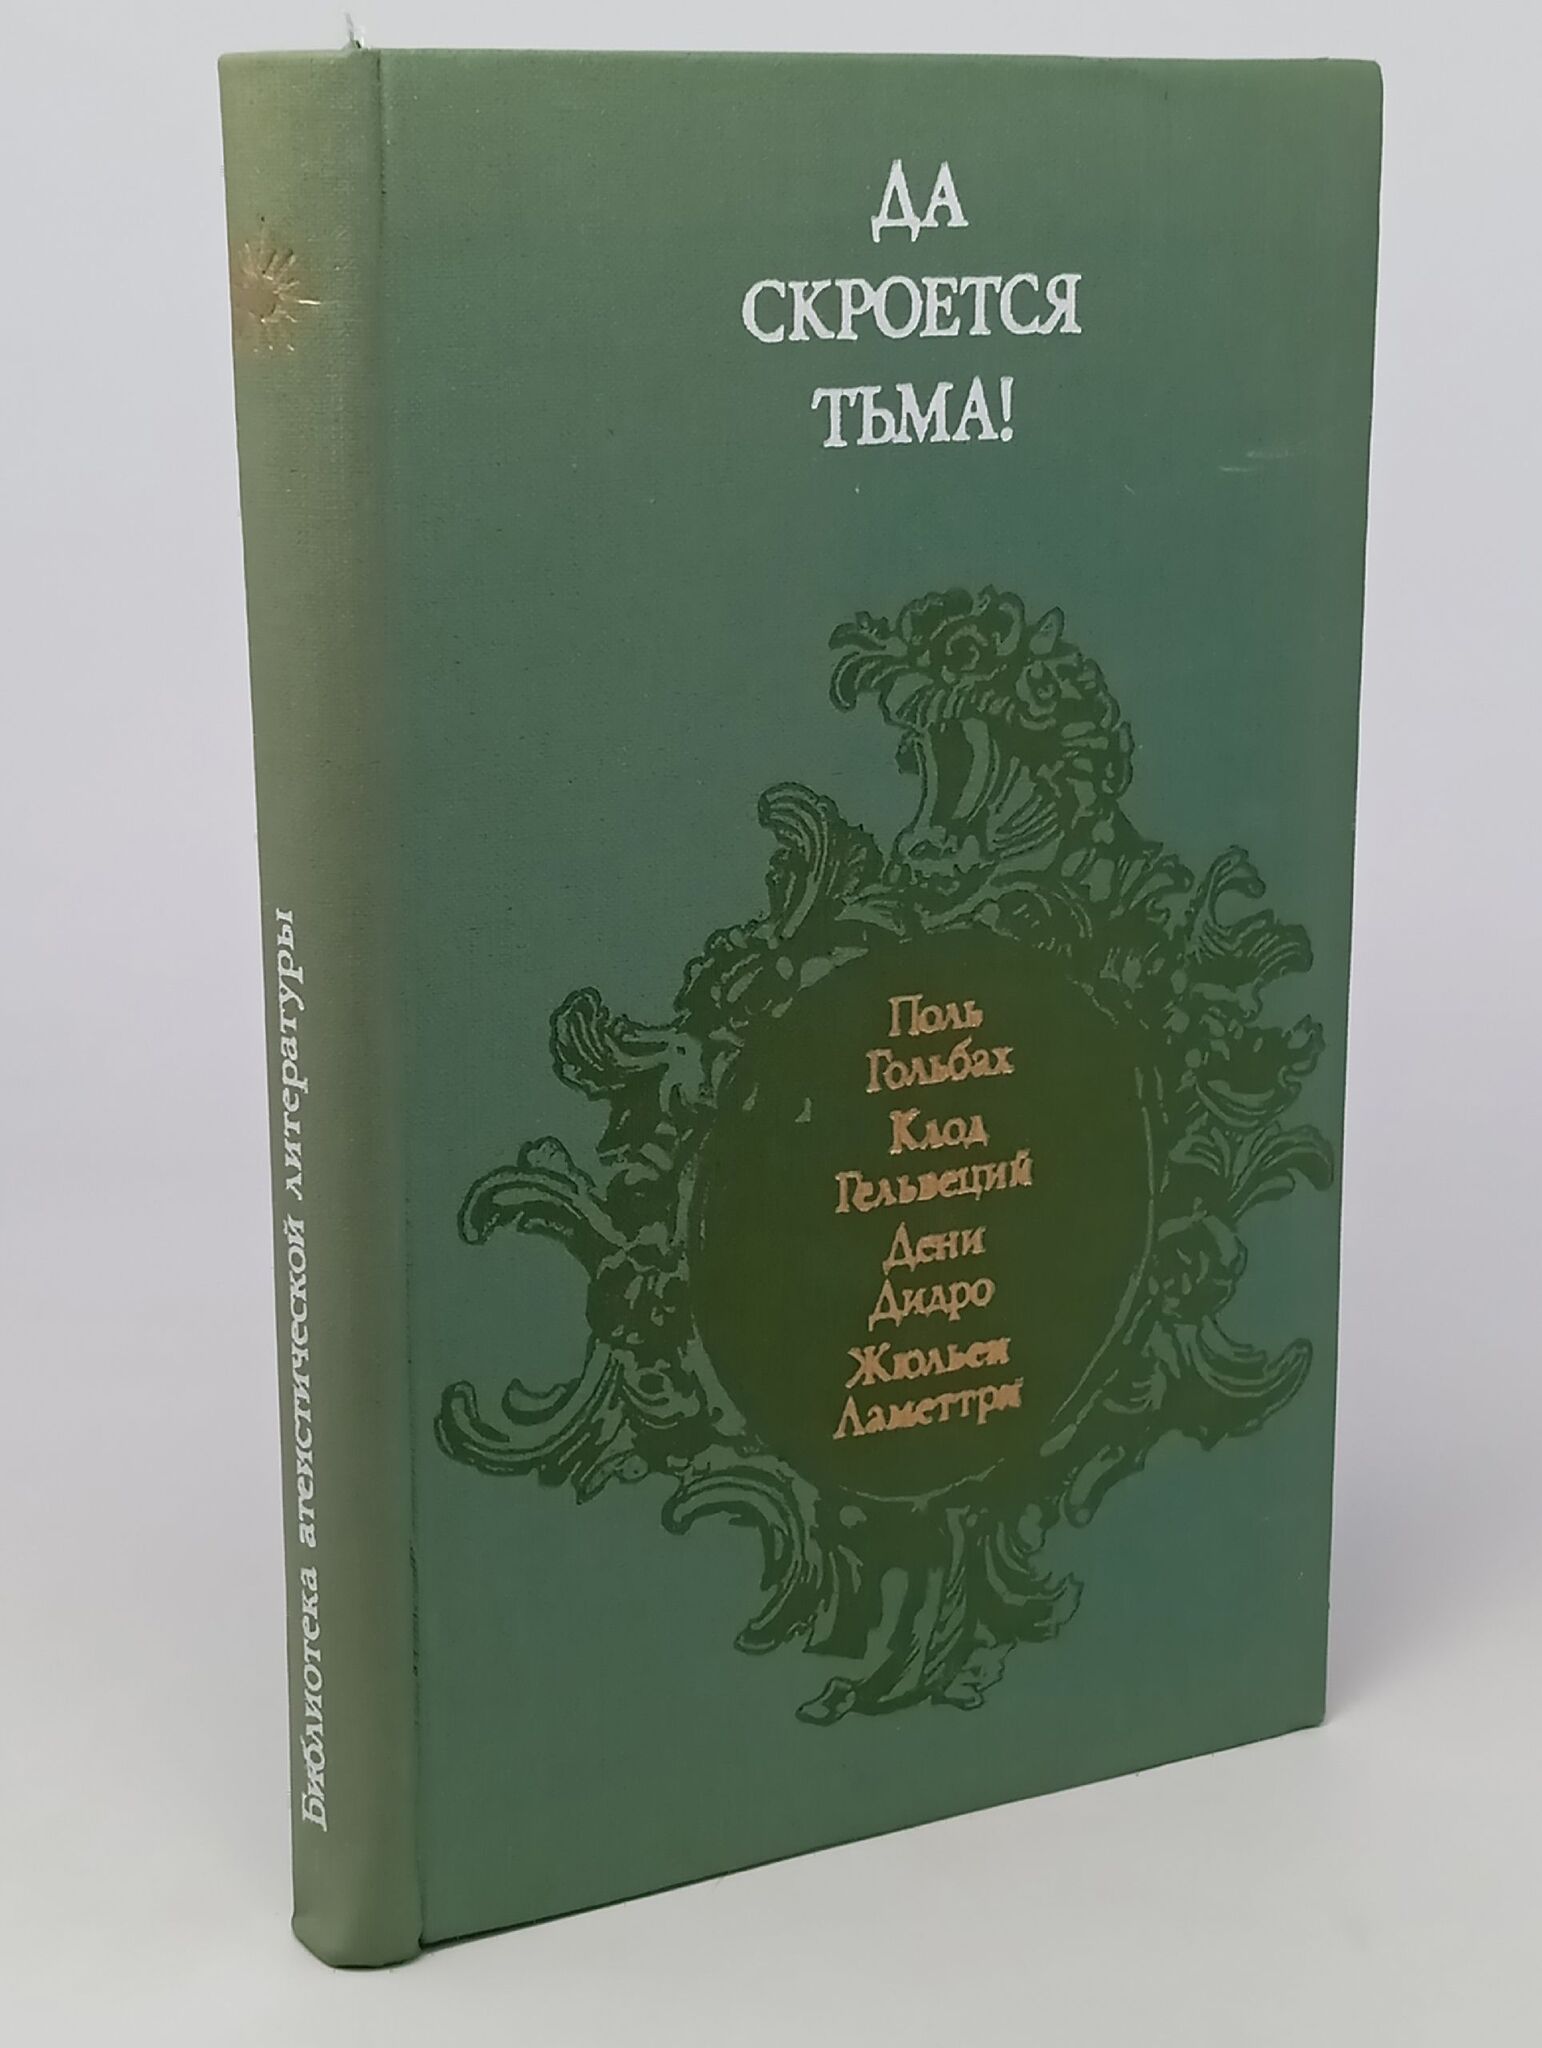 ДА
СКРОЕТСЯ
ТЬМА!
Поль
Гольбах
Клод
Гельвеций
Дени
Дидро
Жюльен
Ламеттри
Библиотека атеистической литературы